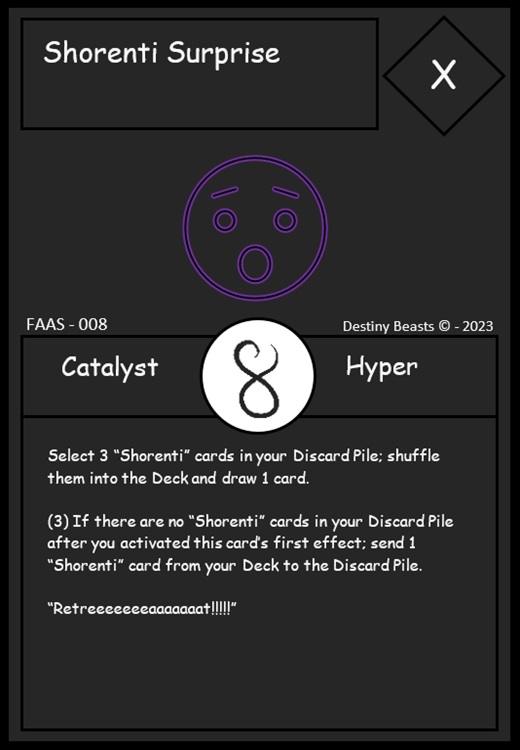 Shorenti Surprise
X
FAAS - 008
Destiny Beasts © - 2023
Catalyst
Hyper
Select 3 “Shorenti” cards in your Discard Pile; shuffle
them into the Deck and draw 1 card.
(3) If there are no “Shorenti” cards in your Discard Pile
after you activated this card’s first effect; send 1
“Shorenti” card from your Deck to the Discard Pile.
“Retreeeeeeeaaaaaaat!!!!!”